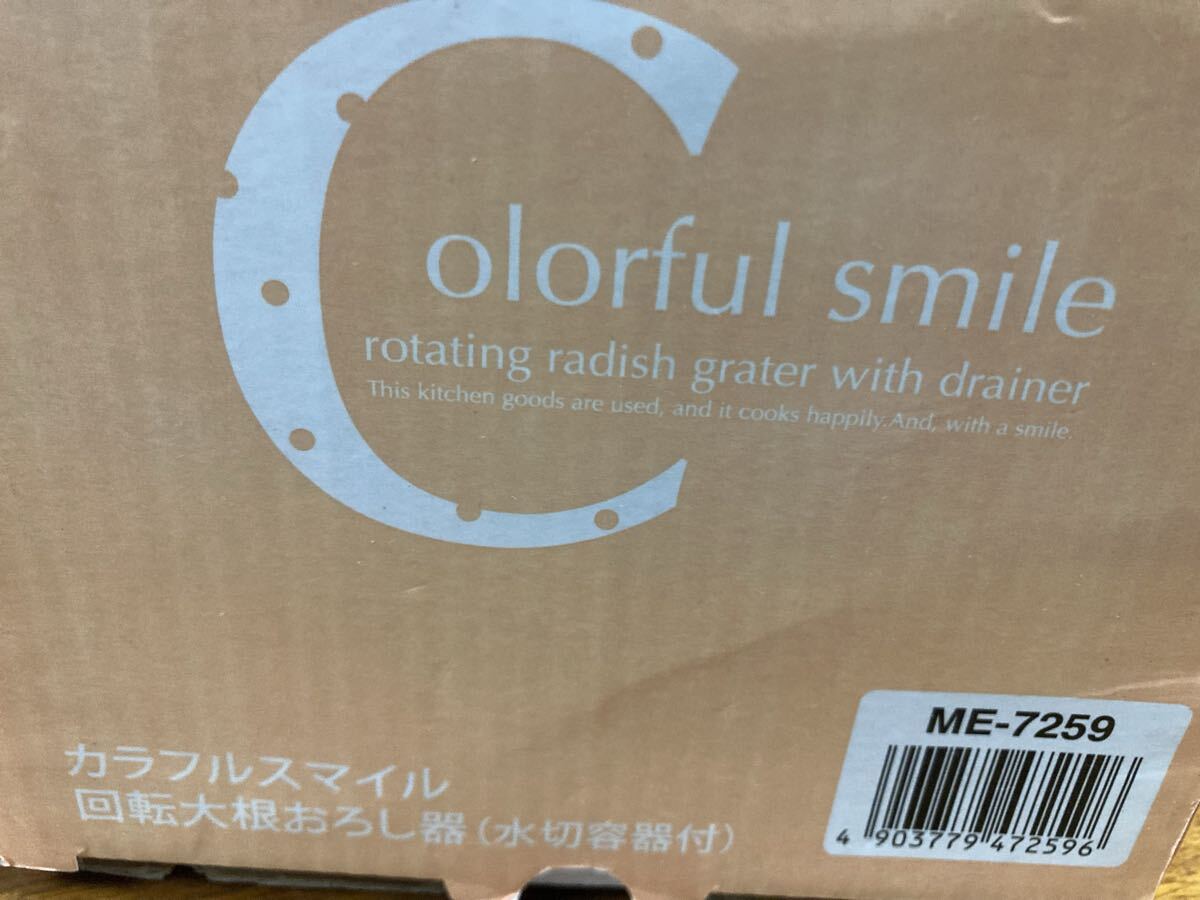 Colorful smile
rotating radish grater with drainer
This kitchen goods are used, and it cooks happily.And, with a smile.
ME-7259
4 903779 472596
カラフルスマイル
回転大根おろし器(水切容器付)